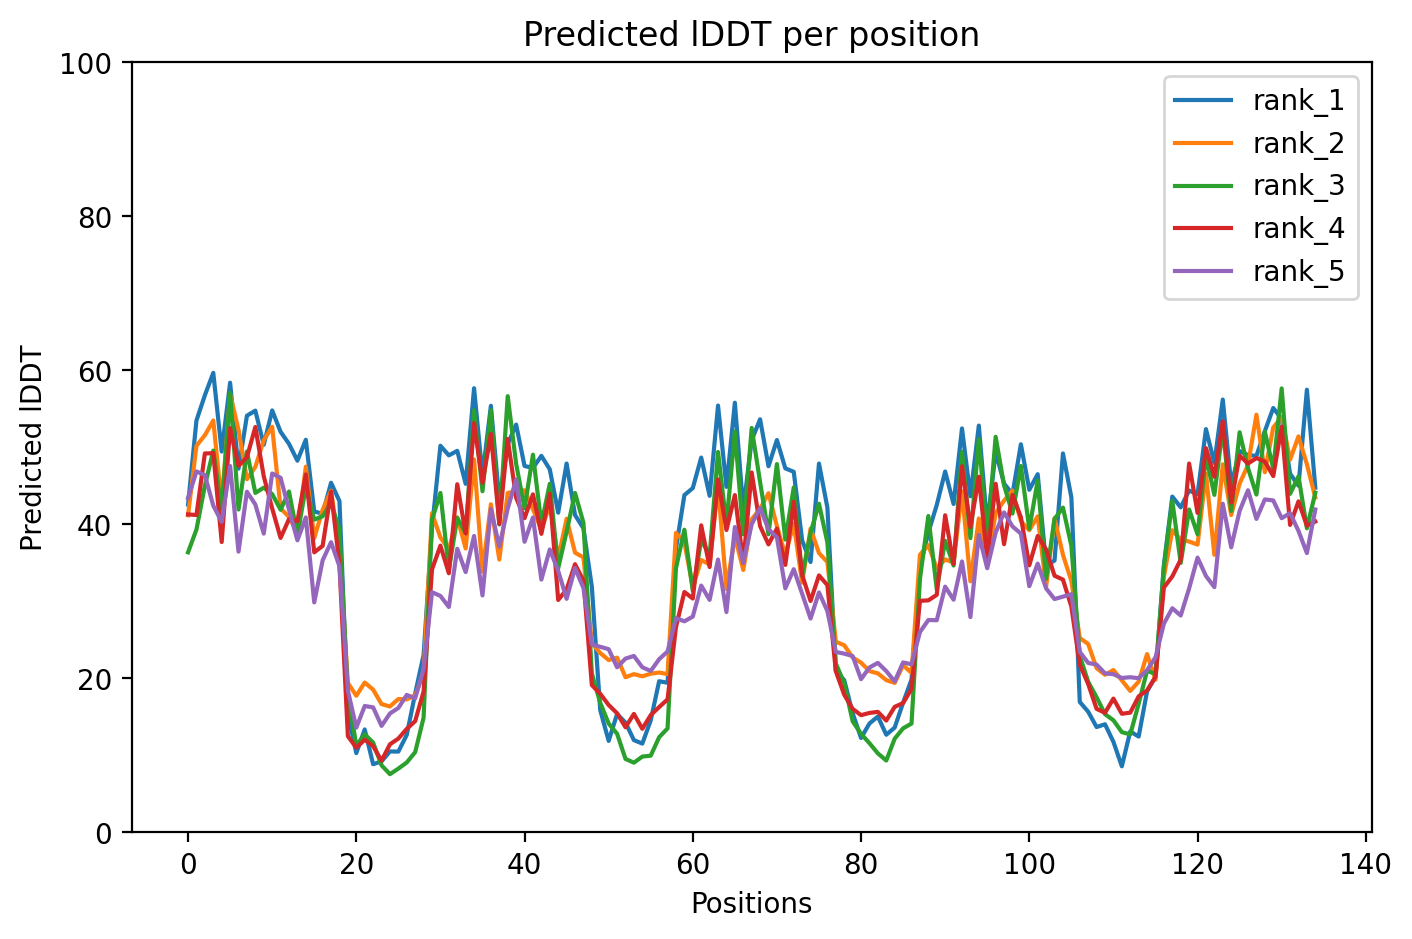 Predicted lDDT per position
100
80
60
40
20
0
Predicted lDDT
0 20 40 60 80 100 120 140
Positions
rank_1
rank_2
rank_3
rank_4
rank_5